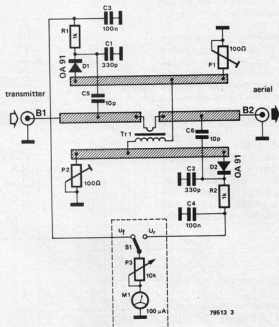 C3
100n
R1
1k
C1
330p
OA 91
D1
C5
10p
P1
100Ω
transmitter
aerial
B1
B2
Tr1
C6
10p
P2
100Ω
D2
OA 91
C2
330p
R2
1k
C4
100n
Uf
Ur
S1
P3
10k
M1
100 µA
79513 3